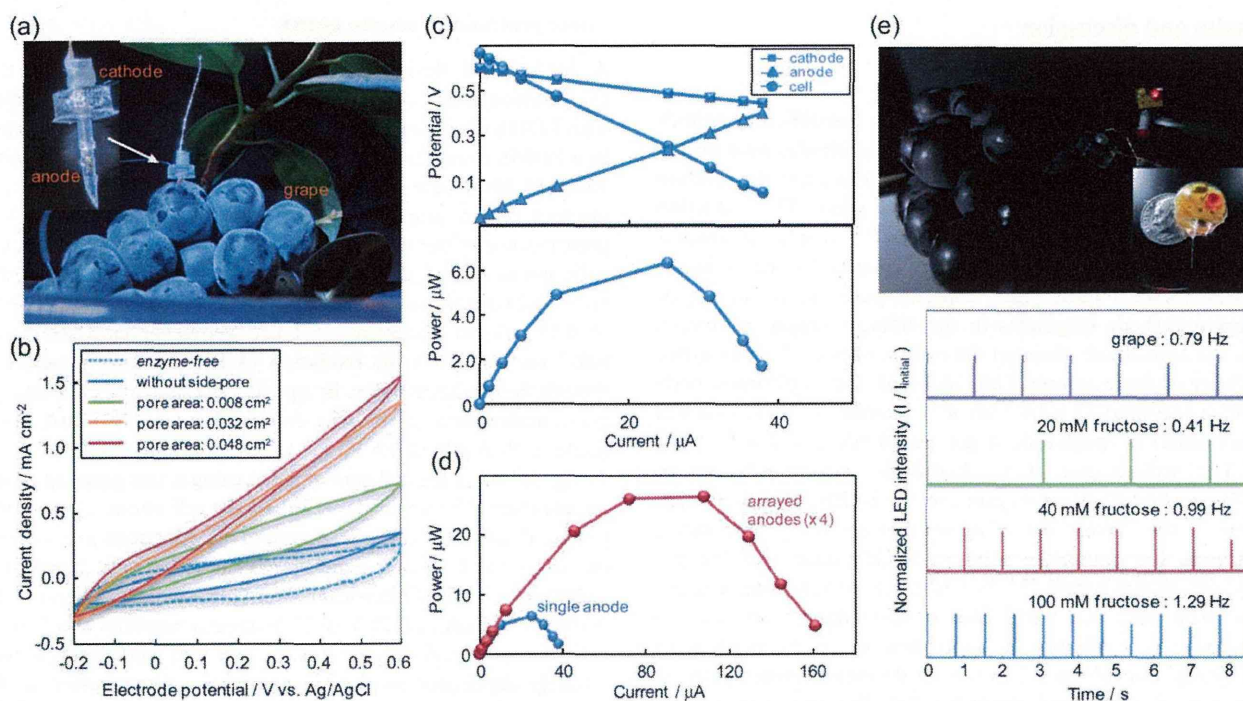 (a)
cathode
anode
grape
(b)
enzyme-free
without side-pore
pore area: 0.008 cm²
pore area: 0.032 cm²
pore area: 0.048 cm²
1.5
1.0
0.5
0.0
-0.5
Current density / mA cm⁻²
-0.2 -0.1 0 0.1 0.2 0.3 0.4 0.5 0.6
Electrode potential / V vs. Ag/AgCl
(c)
cathode
anode
cell
0.5
0.3
0.1
Potential / V
6.0
4.0
2.0
0
Power / µW
0 20 40
Current / µA
(d)
arrayed
anodes (x 4)
single anode
20
10
0
Power / µW
0 40 80 120 160
Current / µA
(e)
grape : 0.79 Hz
20 mM fructose : 0.41 Hz
40 mM fructose : 0.99 Hz
100 mM fructose : 1.29 Hz
Normalized LED intensity (I / I initial)
0 1 2 3 4 5 6 7 8
Time / s